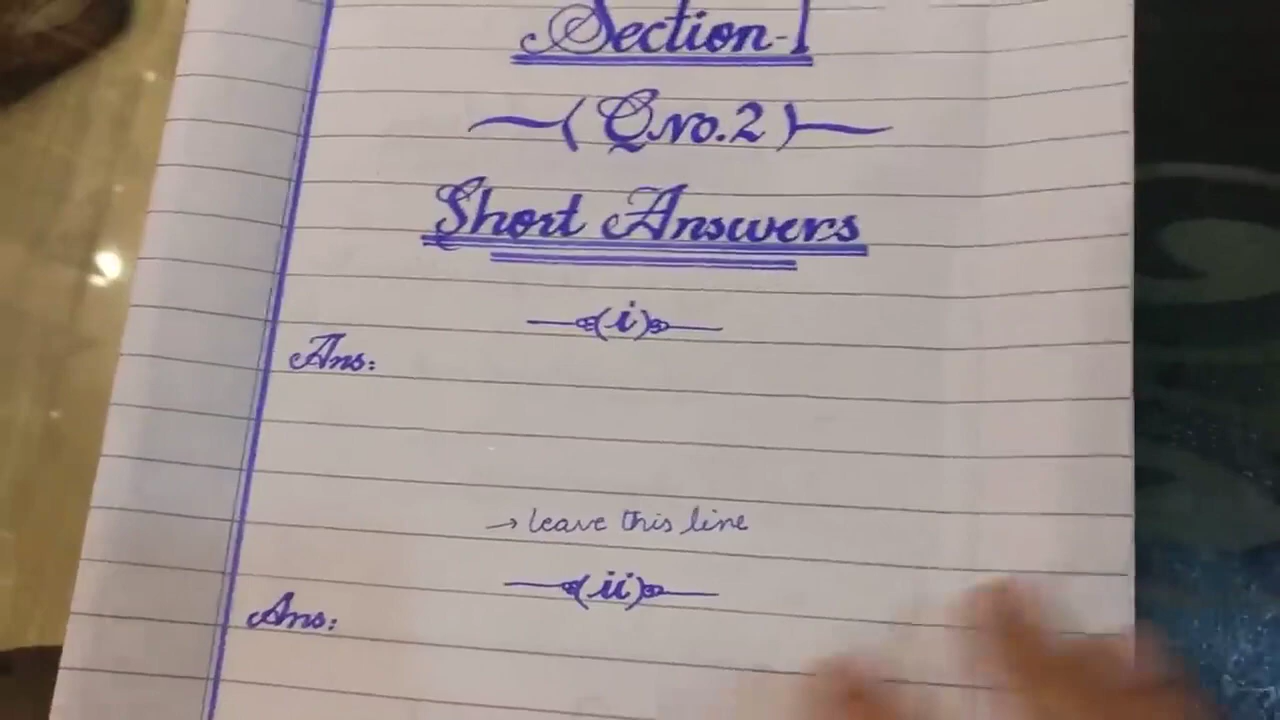 Section-I
(Q.No.2)
Short Answers
(i)
Ans:
→ leave this line
(ii)
Ans: